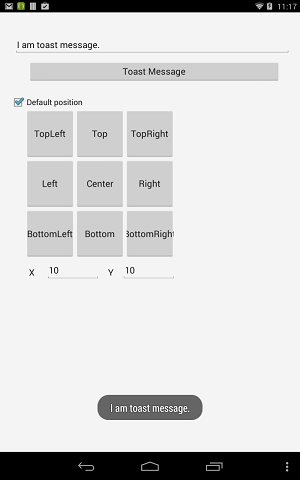 11:17
I am toast message.
Toast Message
Default position
TopLeft Top TopRight
Left Center Right
BottomLeft Bottom BottomRight
X 10 Y 10
I am toast message.